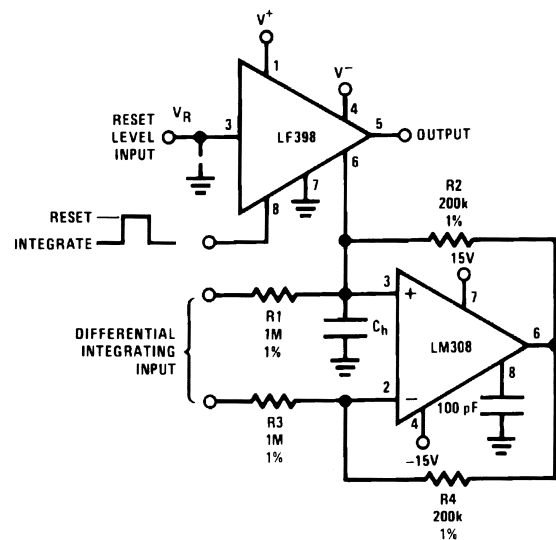 V+
1
V−
4
RESET
LEVEL
INPUT
VR
3
LF398
5
OUTPUT
6
7
8
RESET
INTEGRATE
R2
200k
1%
15V
3
+
7
R1
1M
1%
Ch
DIFFERENTIAL
INTEGRATING
INPUT
LM308
6
2
−
8
100 pF
4
R3
1M
1%
−15V
R4
200k
1%